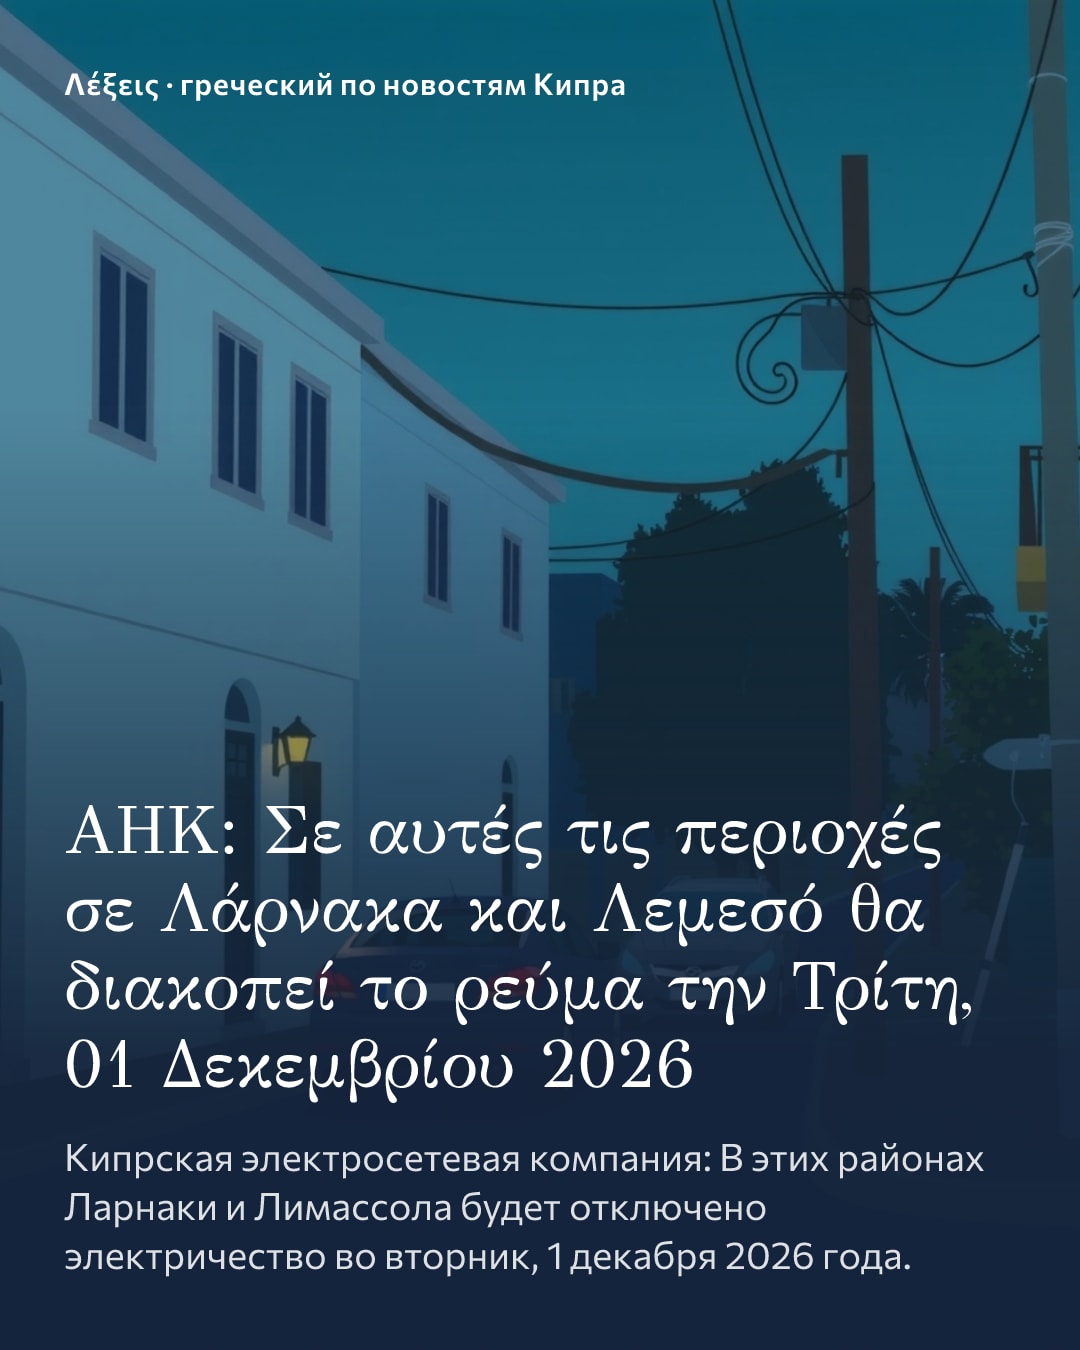 Λέξεις · греческий по новостям Кипра
ΑΗΚ: Σε αυτές τις περιοχές
σε Λάρνακα και Λεμεσό θα
διακοπεί το ρεύμα την Τρίτη,
01 Δεκεμβρίου 2026
Кипрская электросетевая компания: В этих районах
Ларнаки и Лимассола будет отключено
электричество во вторник, 1 декабря 2026 года.